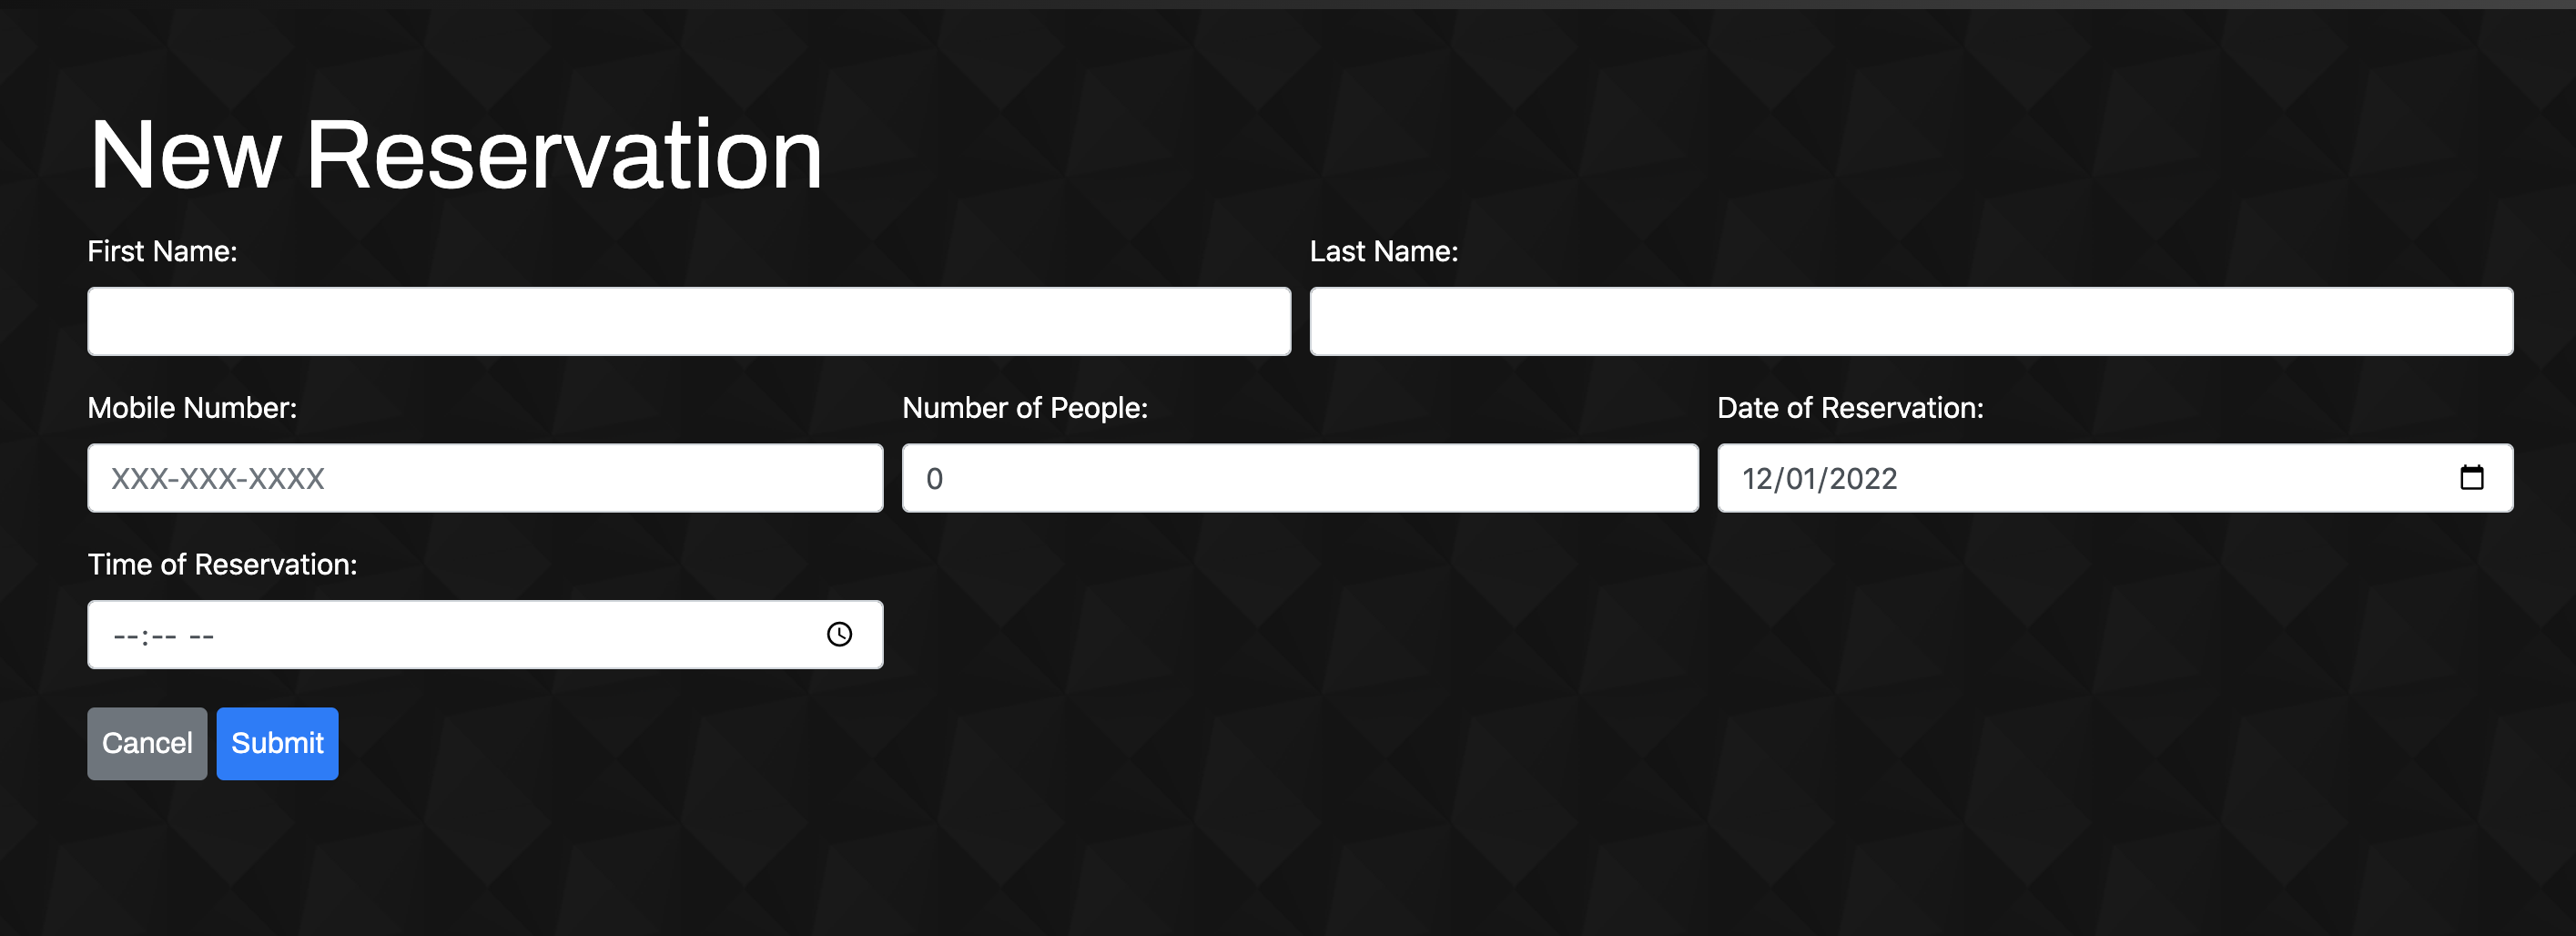 New Reservation
First Name: Last Name:
Mobile Number: Number of People: Date of Reservation:
XXX-XXX-XXXX 0 12/01/2022
Time of Reservation:
--:-- --
Cancel Submit